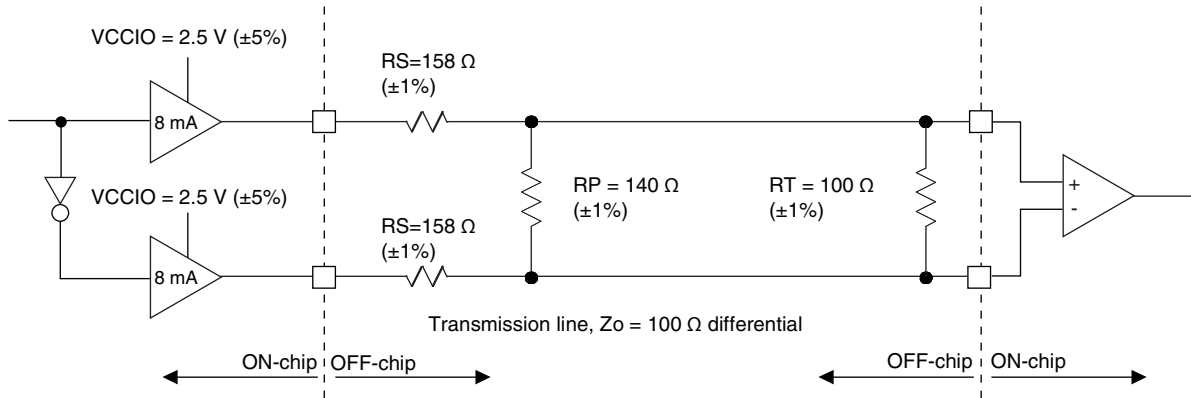 VCCIO = 2.5 V (±5%)
RS=158 Ω
(±1%)
8 mA
VCCIO = 2.5 V (±5%)
RP = 140 Ω
(±1%)
RT = 100 Ω
(±1%)
+
-
RS=158 Ω
(±1%)
8 mA
Transmission line, Zo = 100 Ω differential
ON-chip
OFF-chip
OFF-chip
ON-chip